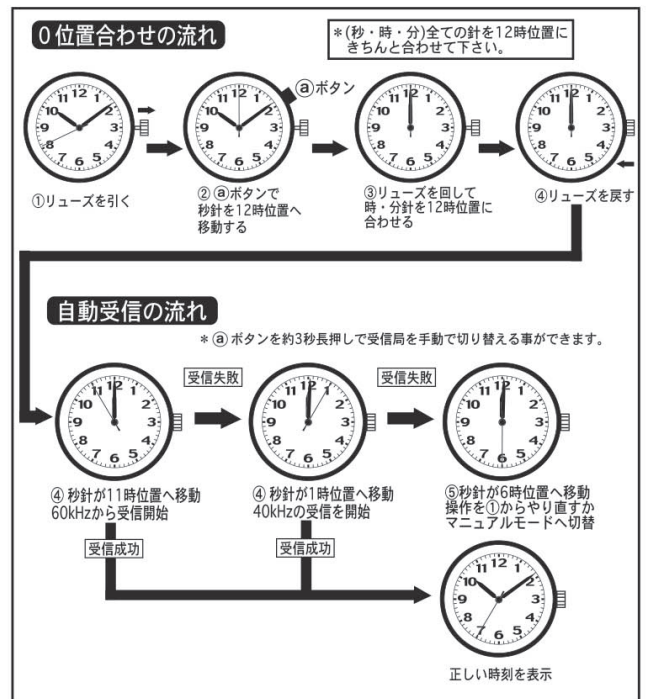 0位置合わせの流れ
＊(秒・時・分)全ての針を12時位置に
きちんと合わせて下さい。
ⓐボタン
①リューズを引く
② ⓐボタンで
秒針を12時位置へ
移動する
③リューズを回して
時・分針を12時位置に
合わせる
④リューズを戻す
自動受信の流れ
＊ⓐボタンを約3秒長押しで受信局を手動で切り替える事ができます。
受信失敗
受信失敗
④ 秒針が11時位置へ移動
60kHzから受信開始
④ 秒針が1時位置へ移動
40kHzの受信を開始
⑤秒針が6時位置へ移動
操作を①からやり直すか
マニュアルモードへ切替
受信成功
受信成功
正しい時刻を表示